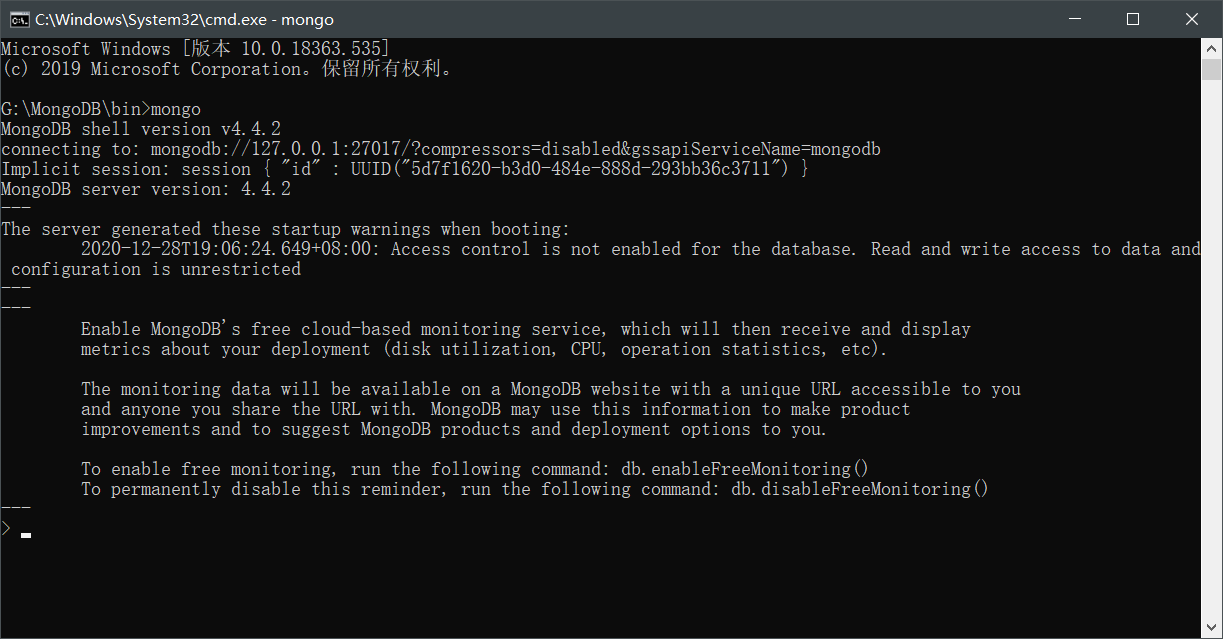 C:\Windows\System32\cmd.exe - mongo
Microsoft Windows [版本 10.0.18363.535]
(c) 2019 Microsoft Corporation。保留所有权利。
G:\MongoDB\bin>mongo
MongoDB shell version v4.4.2
connecting to: mongodb://127.0.0.1:27017/?compressors=disabled&gssapiServiceName=mongodb
Implicit session: session { "id" : UUID("5d7f1620-b3d0-484e-888d-293bb36c3711") }
MongoDB server version: 4.4.2
---
The server generated these startup warnings when booting:
        2020-12-28T19:06:24.649+08:00: Access control is not enabled for the database. Read and write access to data and
 configuration is unrestricted
---
---
        Enable MongoDB's free cloud-based monitoring service, which will then receive and display
        metrics about your deployment (disk utilization, CPU, operation statistics, etc).
        The monitoring data will be available on a MongoDB website with a unique URL accessible to you
        and anyone you share the URL with. MongoDB may use this information to make product
        improvements and to suggest MongoDB products and deployment options to you.
        To enable free monitoring, run the following command: db.enableFreeMonitoring()
        To permanently disable this reminder, run the following command: db.disableFreeMonitoring()
---
>